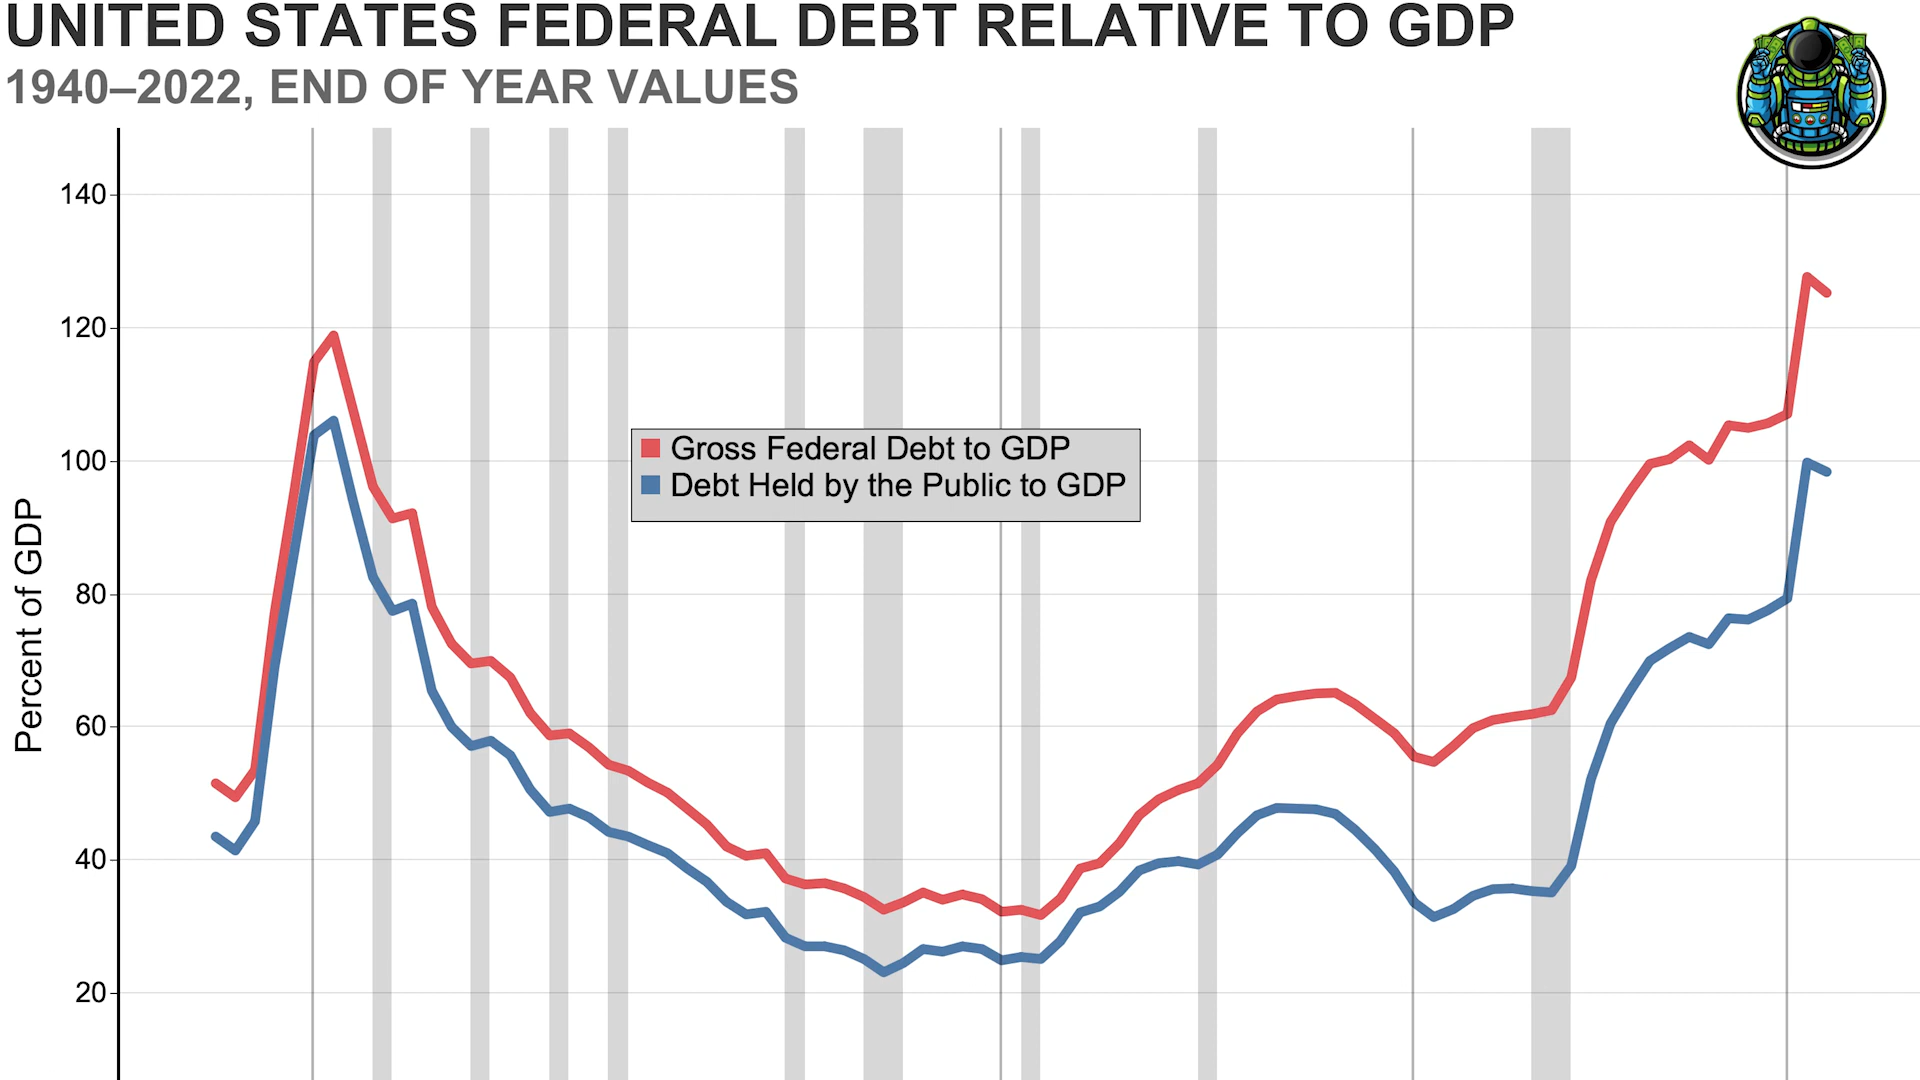 UNITED STATES FEDERAL DEBT RELATIVE TO GDP
1940–2022, END OF YEAR VALUES
140
120
100
80
60
40
20
Percent of GDP
Gross Federal Debt to GDP
Debt Held by the Public to GDP